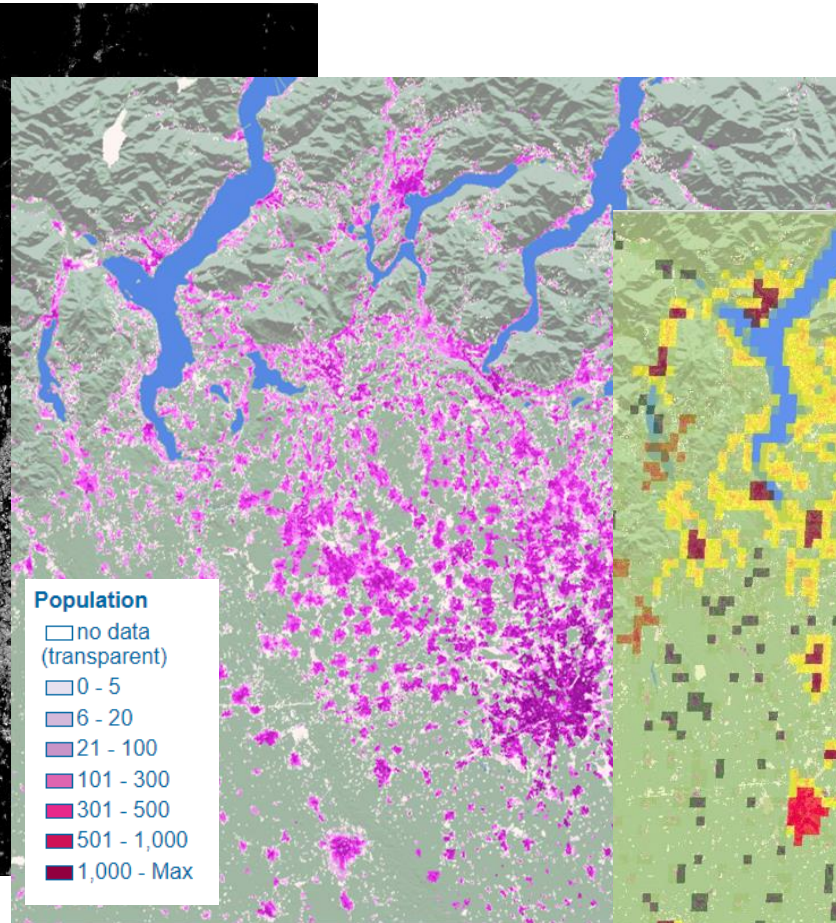 Population
no data
(transparent)
0 - 5
6 - 20
21 - 100
101 - 300
301 - 500
501 - 1,000
1,000 - Max